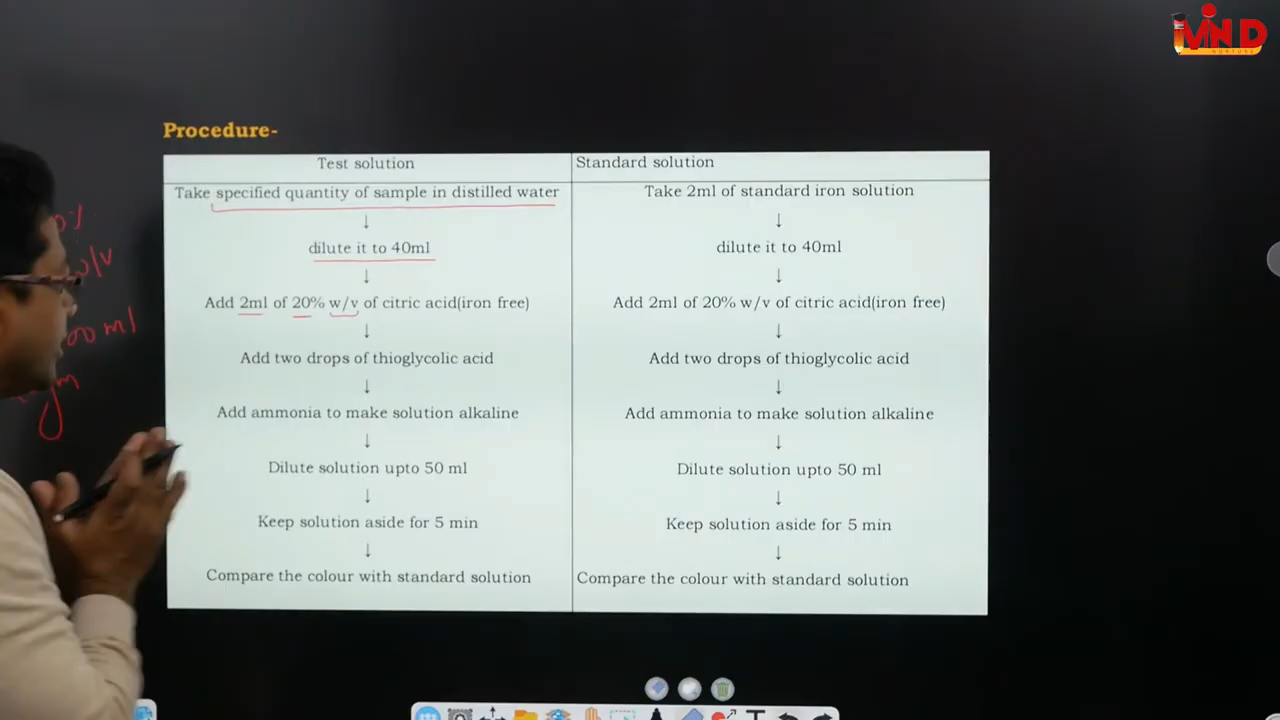 MIND
NURTURE
Procedure-
Test solution
Standard solution
Take specified quantity of sample in distilled water
↓
dilute it to 40ml
↓
Add 2ml of 20% w/v of citric acid(iron free)
↓
Add two drops of thioglycolic acid
↓
Add ammonia to make solution alkaline
↓
Dilute solution upto 50 ml
↓
Keep solution aside for 5 min
↓
Compare the colour with standard solution
Take 2ml of standard iron solution
↓
dilute it to 40ml
↓
Add 2ml of 20% w/v of citric acid(iron free)
↓
Add two drops of thioglycolic acid
↓
Add ammonia to make solution alkaline
↓
Dilute solution upto 50 ml
↓
Keep solution aside for 5 min
↓
Compare the colour with standard solution
ml